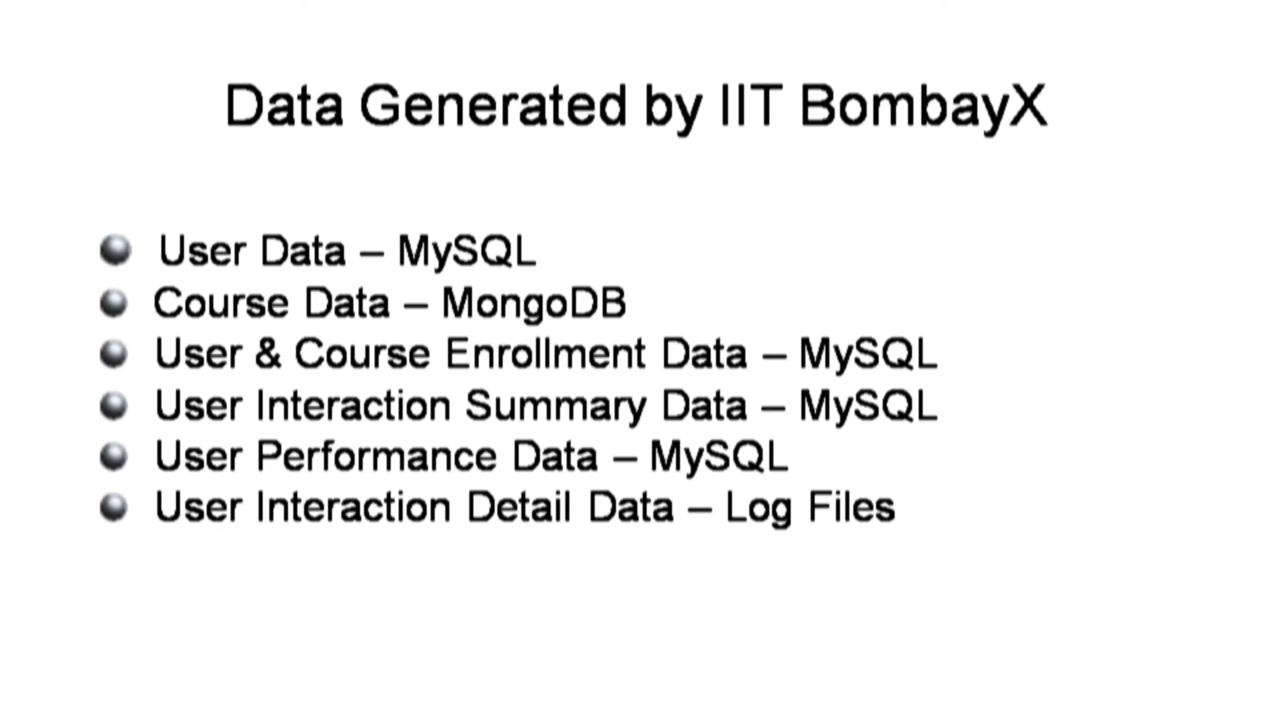 Data Generated by IIT BombayX
User Data – MySQL
Course Data – MongoDB
User & Course Enrollment Data – MySQL
User Interaction Summary Data – MySQL
User Performance Data – MySQL
User Interaction Detail Data – Log Files